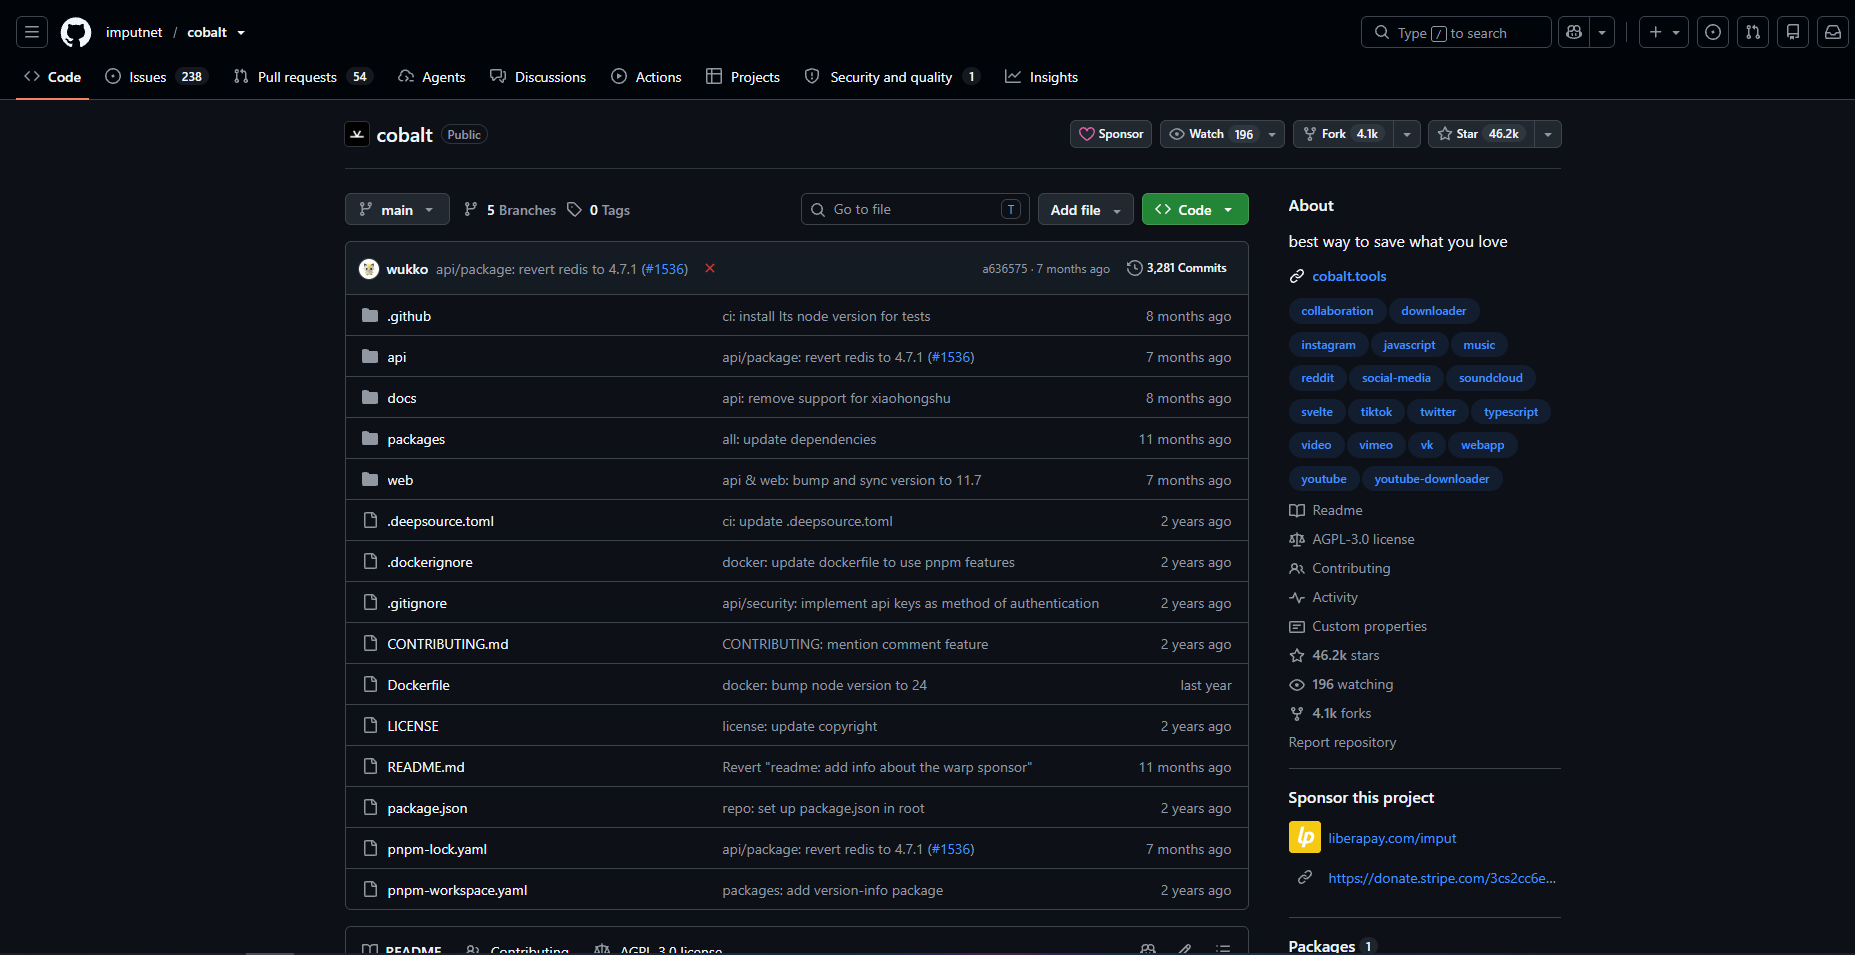 imputnet / cobalt
Type / to search
Code Issues 238 Pull requests 54 Agents Discussions Actions Projects Security and quality 1 Insights
cobalt Public
Sponsor Watch 196 Fork 4.1k Star 46.2k
main 5 Branches 0 Tags Go to file T Add file Code
wukko api/package: revert redis to 4.7.1 (#1536) a636575 · 7 months ago 3,281 Commits
.github ci: install lts node version for tests 8 months ago
api api/package: revert redis to 4.7.1 (#1536) 7 months ago
docs api: remove support for xiaohongshu 8 months ago
packages all: update dependencies 11 months ago
web api & web: bump and sync version to 11.7 7 months ago
.deepsource.toml ci: update .deepsource.toml 2 years ago
.dockerignore docker: update dockerfile to use pnpm features 2 years ago
.gitignore api/security: implement api keys as method of authentication 2 years ago
CONTRIBUTING.md CONTRIBUTING: mention comment feature 2 years ago
Dockerfile docker: bump node version to 24 last year
LICENSE license: update copyright 2 years ago
README.md Revert "readme: add info about the warp sponsor" 11 months ago
package.json repo: set up package.json in root 2 years ago
pnpm-lock.yaml api/package: revert redis to 4.7.1 (#1536) 7 months ago
pnpm-workspace.yaml packages: add version-info package 2 years ago
README Contributing AGPL-3.0 license
About
best way to save what you love
cobalt.tools
collaboration downloader
instagram javascript music
reddit social-media soundcloud
svelte tiktok twitter typescript
video vimeo vk webapp
youtube youtube-downloader
Readme
AGPL-3.0 license
Contributing
Activity
Custom properties
46.2k stars
196 watching
4.1k forks
Report repository
Sponsor this project
lp liberapay.com/imput
https://donate.stripe.com/3cs2cc6e...
Packages 1